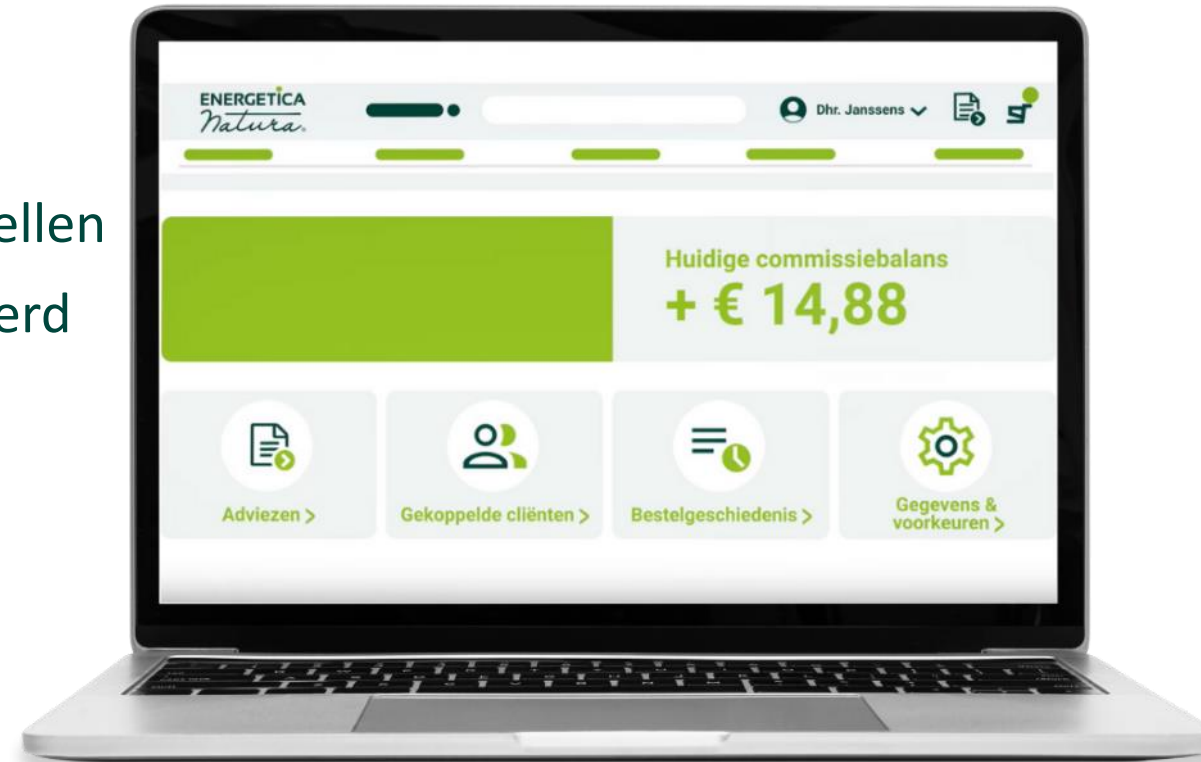 ellen
erd
ENERGETICA
Natura
Dhr. Janssens
Huidige commissiebalans
+ € 14,88
Adviezen >
Gekoppelde cliënten >
Bestelgeschiedenis >
Gegevens &
voorkeuren >